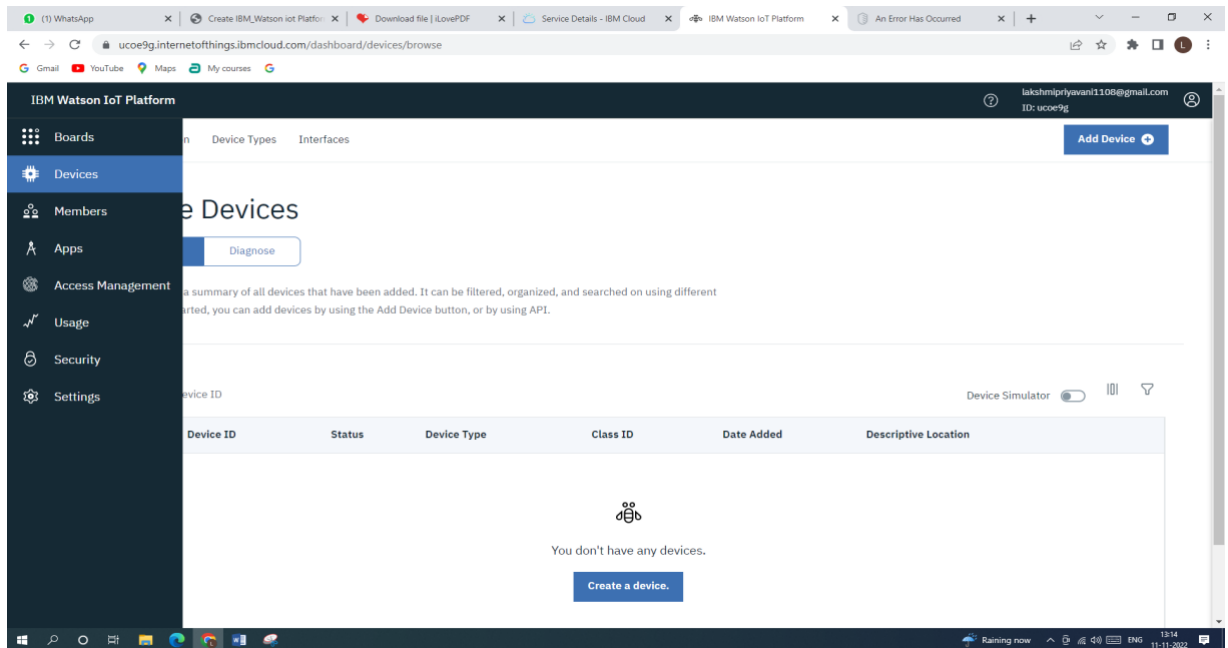 (1) WhatsApp
Create IBM_Watson iot Platfor
Download file | iLovePDF
Service Details - IBM Cloud
IBM Watson IoT Platform
An Error Has Occurred
ucoe9g.internetofthings.ibmcloud.com/dashboard/devices/browse
L
Gmail YouTube Maps My courses
IBM Watson IoT Platform
lakshmipriyavani1108@gmail.com
ID: ucoe9g
Boards
n Device Types Interfaces
Add Device
Devices
Members
e Devices
Apps
Diagnose
Access Management
a summary of all devices that have been added. It can be filtered, organized, and searched on using different
arted, you can add devices by using the Add Device button, or by using API.
Usage
Security
Settings
evice ID
Device Simulator
Device ID Status Device Type Class ID Date Added Descriptive Location
You don't have any devices.
Create a device.
Raining now
ENG
13:14
11-11-2022